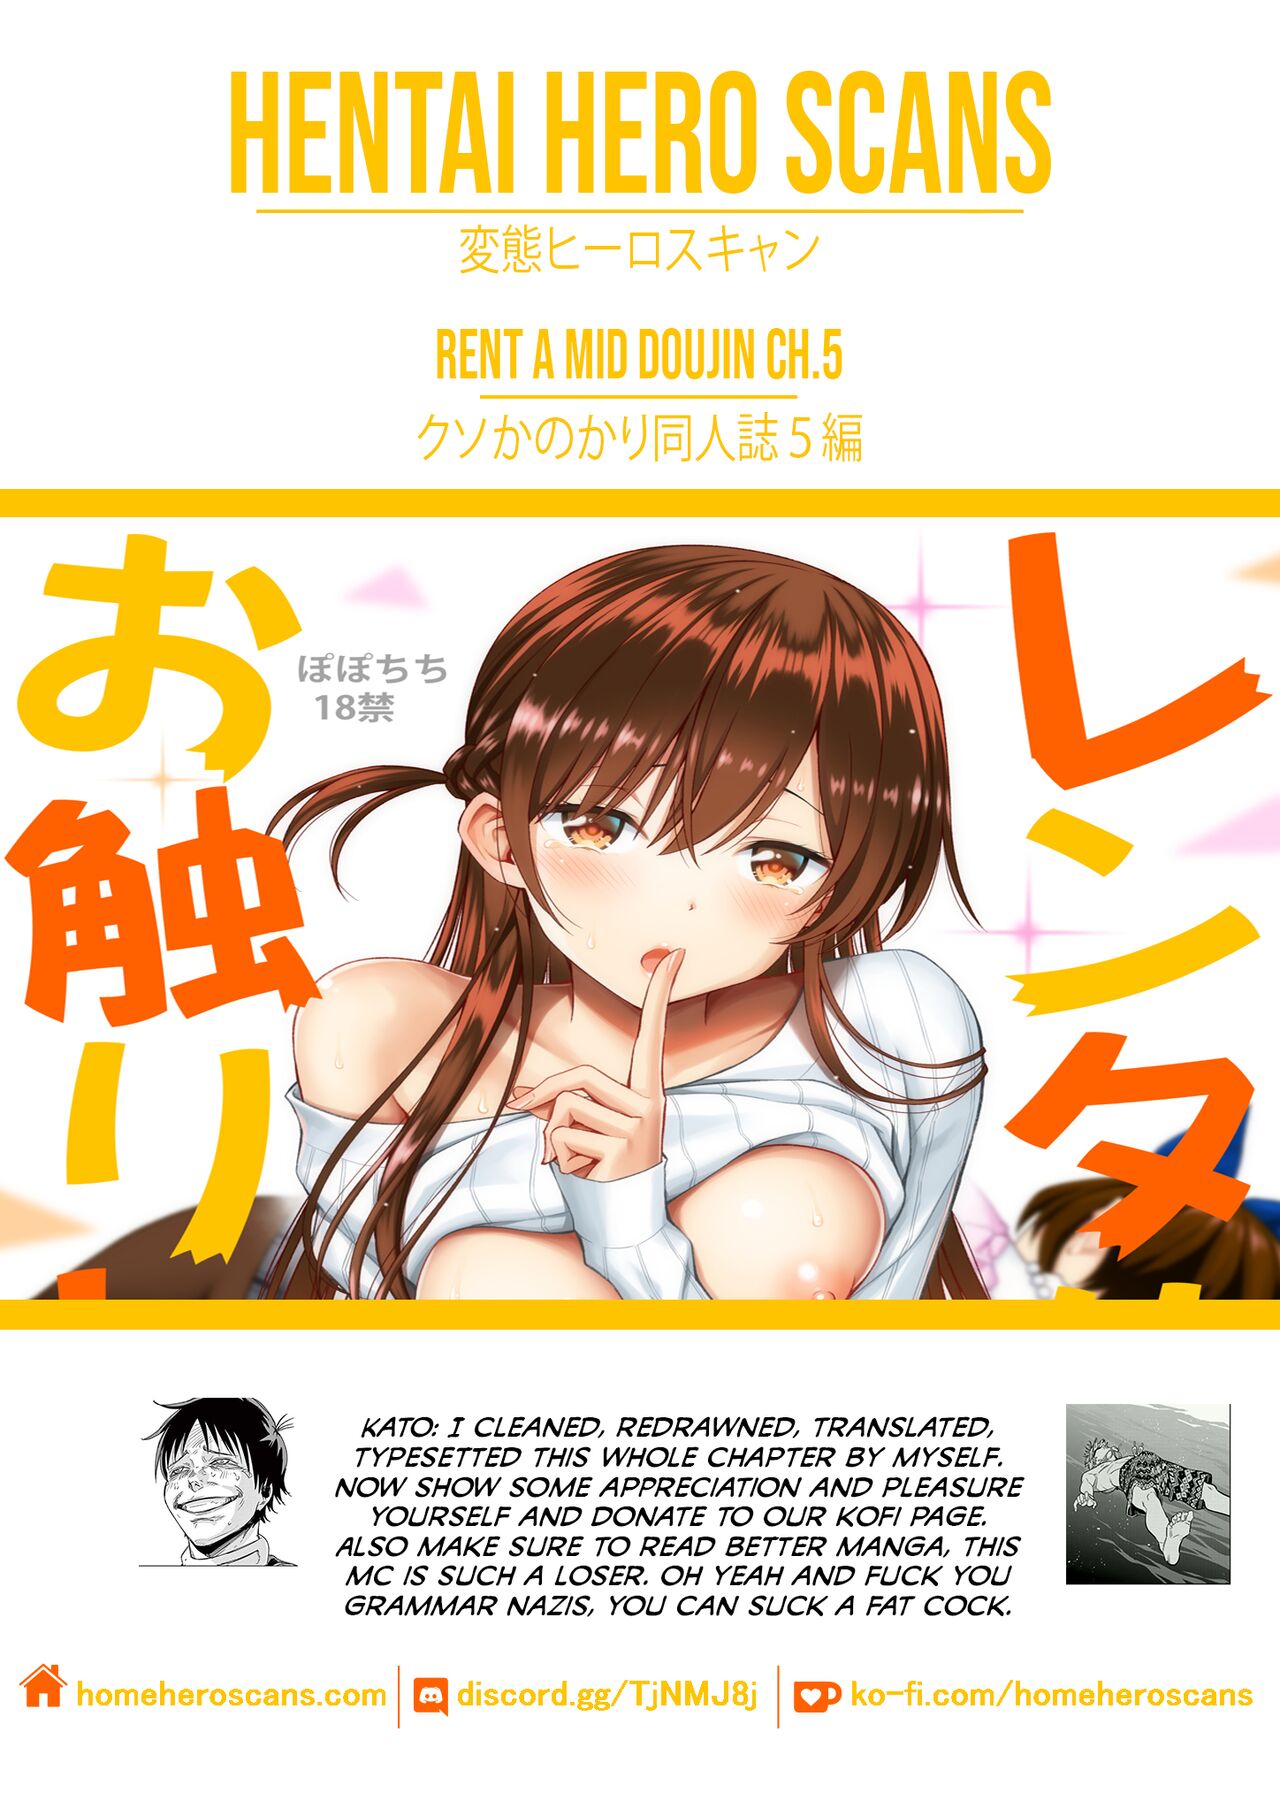 HENTAI HERO SCANS
変態ヒーロスキャン
RENT A MID DOUJIN CH.5
クソかのかり同人誌５編
レンタ
お触り
ぽぽちち
18禁
KATO: I CLEANED, REDRAWNED, TRANSLATED,
TYPESETTED THIS WHOLE CHAPTER BY MYSELF.
NOW SHOW SOME APPRECIATION AND PLEASURE
YOURSELF AND DONATE TO OUR KOFI PAGE.
ALSO MAKE SURE TO READ BETTER MANGA, THIS
MC IS SUCH A LOSER. OH YEAH AND FUCK YOU
GRAMMAR NAZIS, YOU CAN SUCK A FAT COCK.
homeheroscans.com
discord.gg/TjNMJ8j
ko-fi.com/homeheroscans